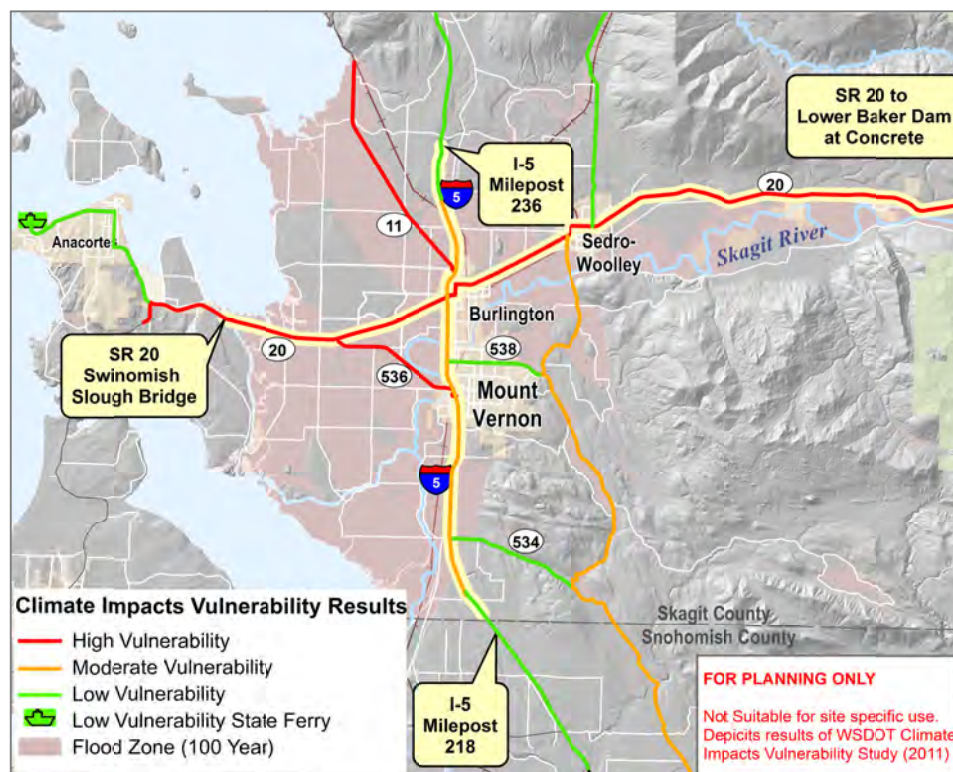 SR 20 to
Lower Baker Dam
at Concrete
I-5
Milepost
236
5
20
11
Anacortes
Sedro-
Woolley
Skagit River
Burlington
SR 20
Swinomish
Slough Bridge
20
536
538
Mount
Vernon
5
534
Climate Impacts Vulnerability Results
High Vulnerability
Moderate Vulnerability
Low Vulnerability
Low Vulnerability State Ferry
Flood Zone (100 Year)
Skagit County
Snohomish County
I-5
Milepost
218
FOR PLANNING ONLY
Not Suitable for site specific use.
Depicts results of WSDOT Climate
Impacts Vulnerability Study (2011)